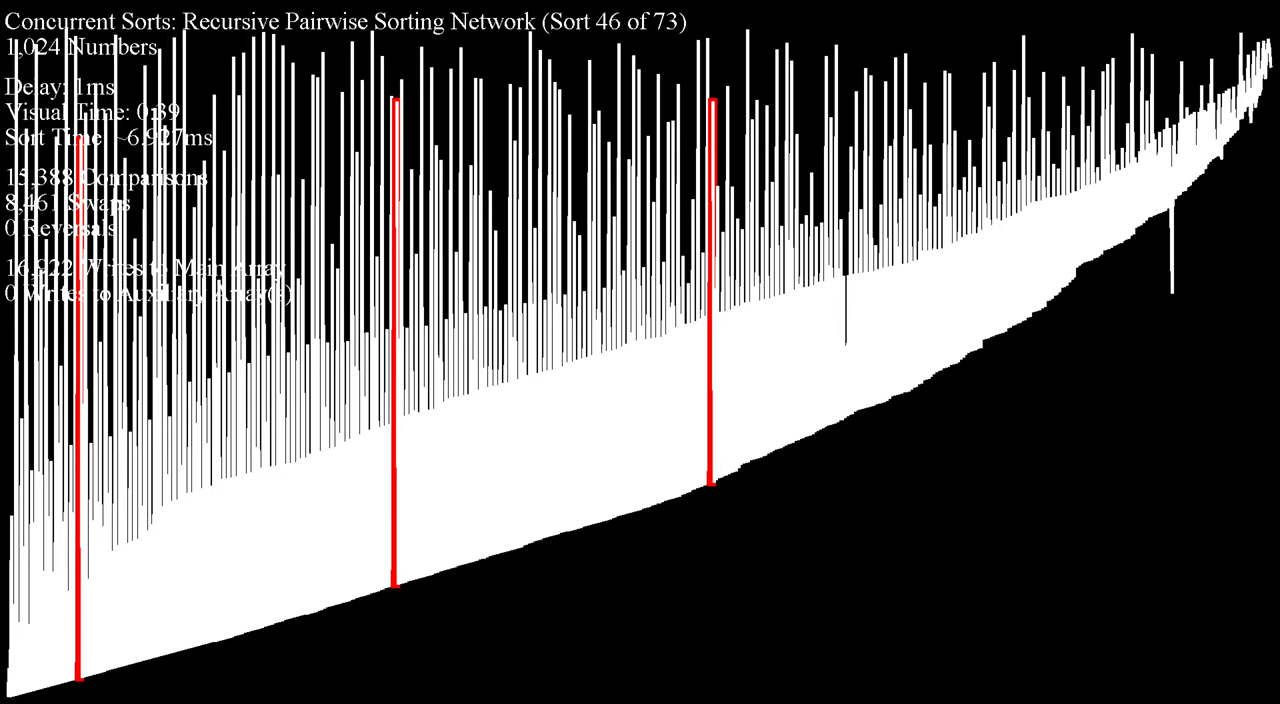 Concurrent Sorts: Recursive Pairwise Sorting Network (Sort 46 of 73)
1,024 Numbers
Delay: 1ms
Visual Time: 0:39
Sort Time: ~6.927ms
15,388 Comparisons
8,461 Swaps
0 Reversals
16,922 Writes to Main Array
0 Writes to Auxiliary Array(s)